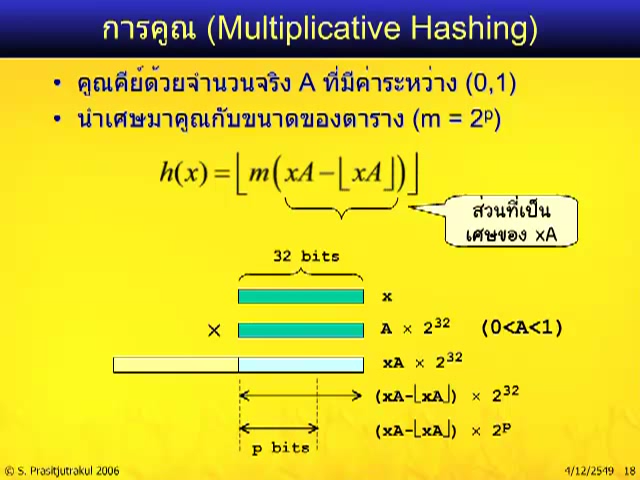 การคูณ (Multiplicative Hashing)
• คูณคีย์ด้วยจำนวนจริง A ที่มีค่าระหว่าง (0,1)
• นำเศษมาคูณกับขนาดของตาราง (m = 2ᵖ)
h(x) = ⌊m(xA − ⌊xA⌋)⌋
ส่วนที่เป็น
เศษของ xA
32 bits
x
× A × 2³² (0<A<1)
xA × 2³²
(xA-⌊xA⌋) × 2³²
(xA-⌊xA⌋) × 2ᵖ
p bits
© S. Prasitjutrakul 2006 4/12/2549 18